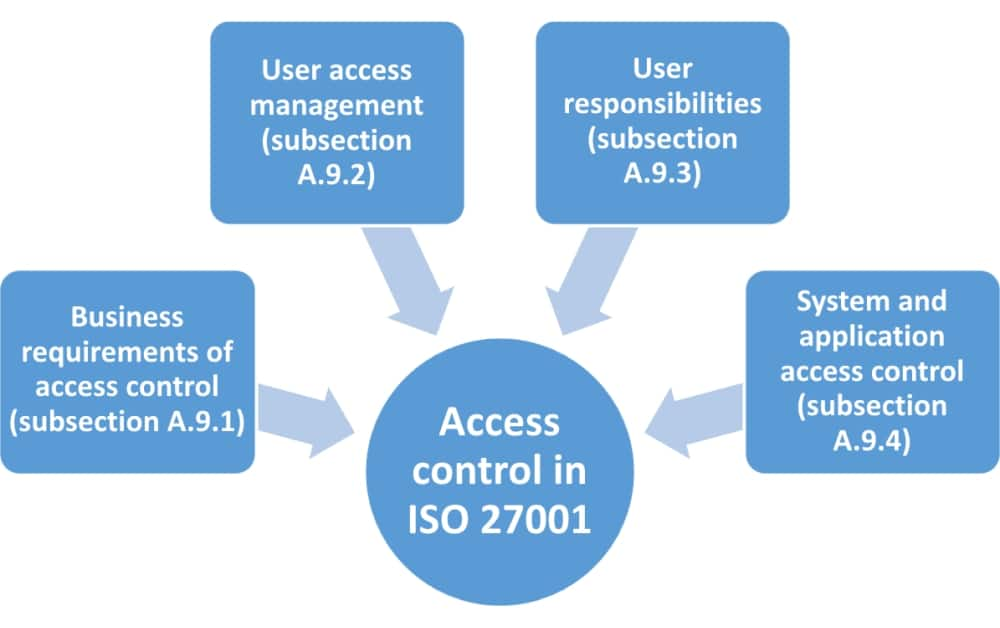 User access
management
(subsection
A.9.2)
User
responsibilities
(subsection
A.9.3)
Business
requirements of
access control
(subsection A.9.1)
System and
application
access control
(subsection
A.9.4)
Access
control in
ISO 27001